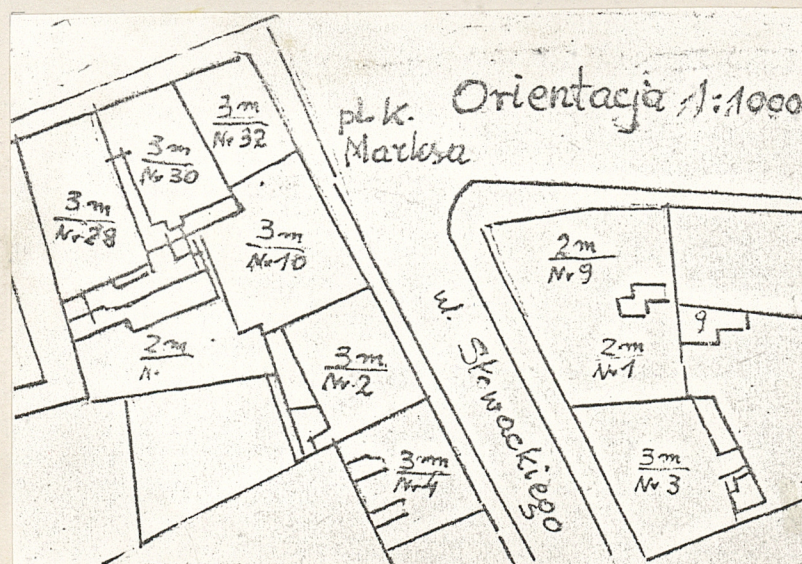 Orientacja 1:1000
pl. K.
Marksa
3m
Nr 32
3m
Nr 30
3m
Nr 28
3m
Nr 10
2m
N.
3m
Nr 2
3m
Nr 4
ul. Słowackiego
2m
Nr 9
9
2m
Nr 1
3m
Nr 3